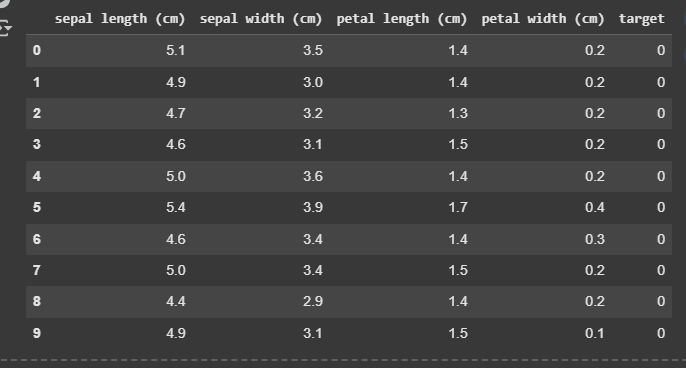 sepal length (cm) sepal width (cm) petal length (cm) petal width (cm) target
0 5.1 3.5 1.4 0.2 0
1 4.9 3.0 1.4 0.2 0
2 4.7 3.2 1.3 0.2 0
3 4.6 3.1 1.5 0.2 0
4 5.0 3.6 1.4 0.2 0
5 5.4 3.9 1.7 0.4 0
6 4.6 3.4 1.4 0.3 0
7 5.0 3.4 1.5 0.2 0
8 4.4 2.9 1.4 0.2 0
9 4.9 3.1 1.5 0.1 0